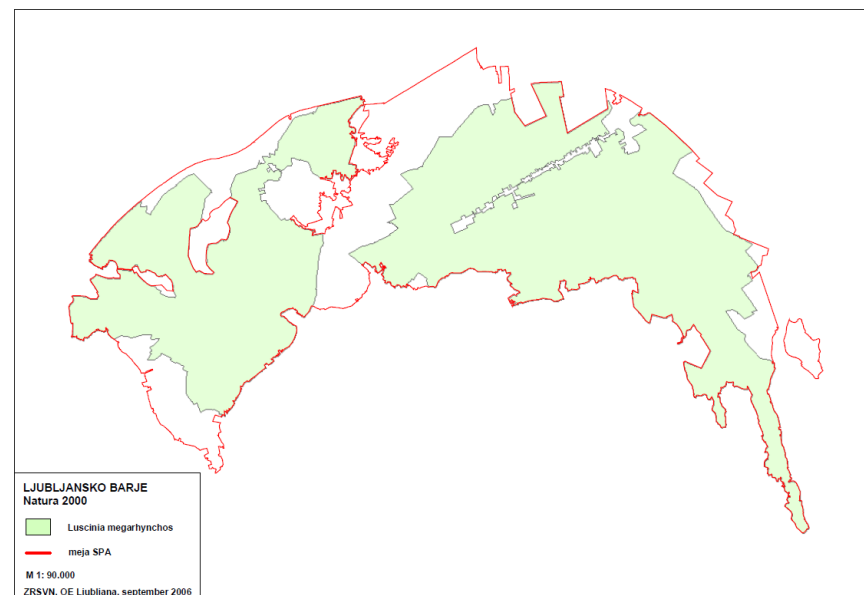 LJUBLJANSKO BARJE
Natura 2000
Luscinia megarhynchos
meja SPA
M 1: 90.000
ZRSVN, OE Ljubljana, september 2006